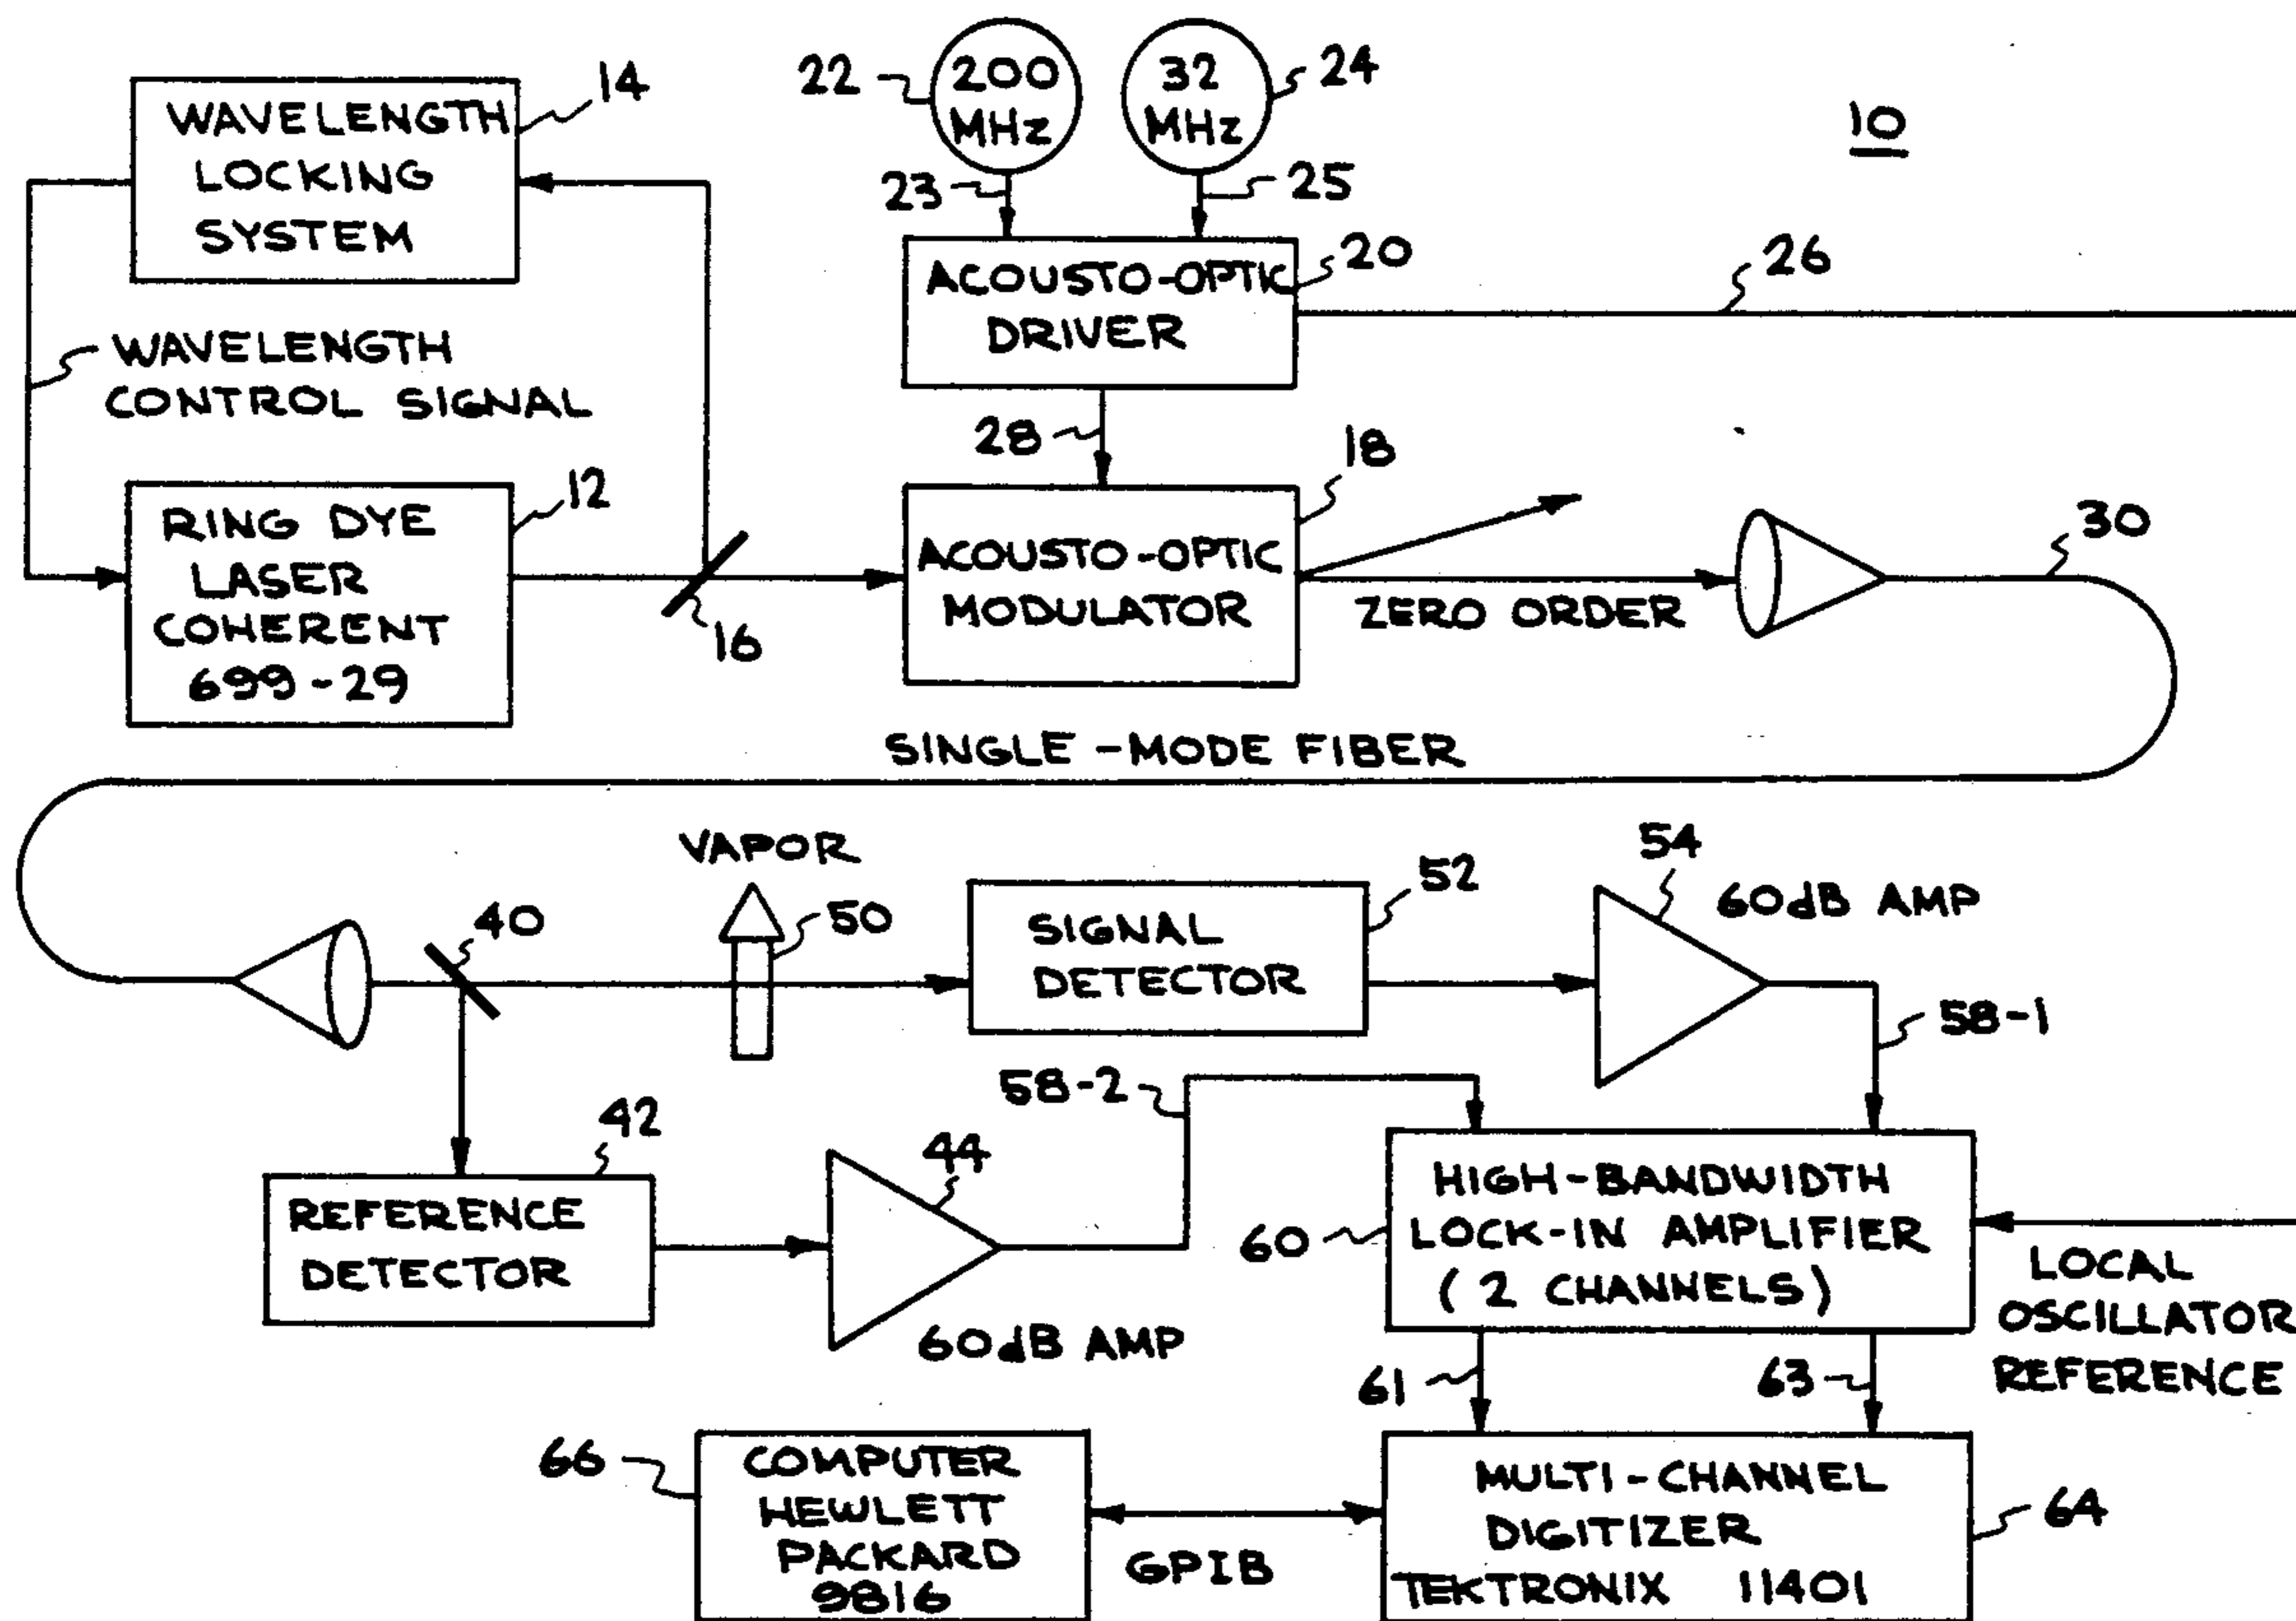 22
200
MHz
32
MHz
24
10
WAVELENGTH
LOCKING
SYSTEM
14
23
25
ACOUSTO-OPTIC
DRIVER
20
26
WAVELENGTH
CONTROL SIGNAL
28
18
RING DYE
LASER
COHERENT
699-29
12
16
ACOUSTO-OPTIC
MODULATOR
ZERO ORDER
30
SINGLE-MODE FIBER
VAPOR
40
50
SIGNAL
DETECTOR
52
54
60dB AMP
58-1
58-2
42
REFERENCE
DETECTOR
44
60dB AMP
60
HIGH-BANDWIDTH
LOCK-IN AMPLIFIER
(2 CHANNELS)
LOCAL
OSCILLATOR
REFERENCE
61
63
66
COMPUTER
HEWLETT
PACKARD
9816
GPIB
MULTI-CHANNEL
DIGITIZER
TEKTRONIX 11401
64